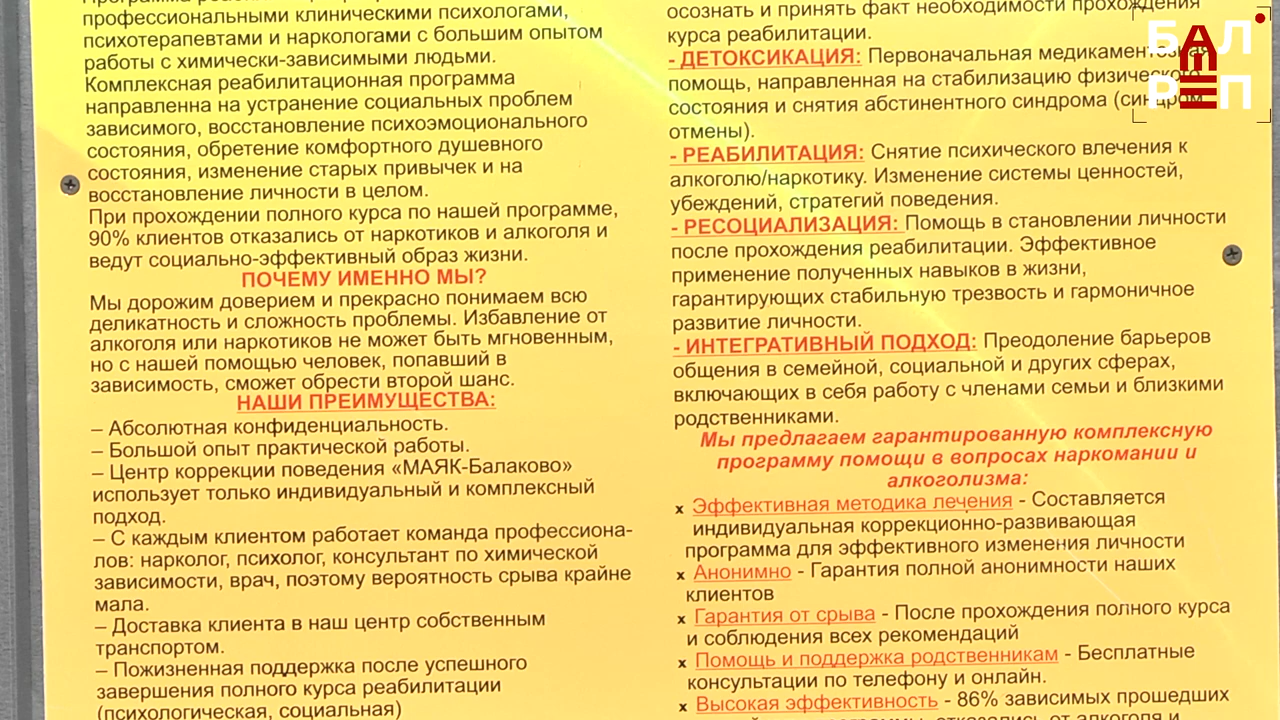 профессиональными клиническими психологами,
психотерапевтами и наркологами с большим опытом
работы с химически-зависимыми людьми.
Комплексная реабилитационная программа
направленна на устранение социальных проблем
зависимого, восстановление психоэмоционального
состояния, обретение комфортного душевного
состояния, изменение старых привычек и на
восстановление личности в целом.
При прохождении полного курса по нашей программе,
90% клиентов отказались от наркотиков и алкоголя и
ведут социально-эффективный образ жизни.
ПОЧЕМУ ИМЕННО МЫ?
Мы дорожим доверием и прекрасно понимаем всю
деликатность и сложность проблемы. Избавление от
алкоголя или наркотиков не может быть мгновенным,
но с нашей помощью человек, попавший в
зависимость, сможет обрести второй шанс.
НАШИ ПРЕИМУЩЕСТВА:
– Абсолютная конфиденциальность.
– Большой опыт практической работы.
– Центр коррекции поведения «МАЯК-Балаково»
использует только индивидуальный и комплексный
подход.
– С каждым клиентом работает команда профессиона-
лов: нарколог, психолог, консультант по химической
зависимости, врач, поэтому вероятность срыва крайне
мала.
– Доставка клиента в наш центр собственным
транспортом.
– Пожизненная поддержка после успешного
завершения полного курса реабилитации
(психологическая, социальная)
осознать и принять факт необходимости прохождения
курса реабилитации.
- ДЕТОКСИКАЦИЯ: Первоначальная медикаментозная
помощь, направленная на стабилизацию физического
состояния и снятия абстинентного синдрома (синдром
отмены).
- РЕАБИЛИТАЦИЯ: Снятие психического влечения к
алкоголю/наркотику. Изменение системы ценностей,
убеждений, стратегий поведения.
- РЕСОЦИАЛИЗАЦИЯ: Помощь в становлении личности
после прохождения реабилитации. Эффективное
применение полученных навыков в жизни,
гарантирующих стабильную трезвость и гармоничное
развитие личности.
- ИНТЕГРАТИВНЫЙ ПОДХОД: Преодоление барьеров
общения в семейной, социальной и других сферах,
включающих в себя работу с членами семьи и близкими
родственниками.
Мы предлагаем гарантированную комплексную
программу помощи в вопросах наркомании и
алкоголизма:
x Эффективная методика лечения - Составляется
индивидуальная коррекционно-развивающая
программа для эффективного изменения личности
x Анонимно - Гарантия полной анонимности наших
клиентов
x Гарантия от срыва - После прохождения полного курса
и соблюдения всех рекомендаций
x Помощь и поддержка родственникам - Бесплатные
консультации по телефону и онлайн.
x Высокая эффективность - 86% зависимых прошедших
отказались от алкоголя и
БАЛ
РЕП